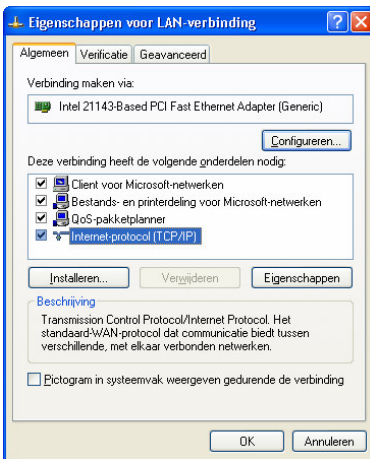 Eigenschappen voor LAN-verbinding
Algemeen Verificatie Geavanceerd
Verbinding maken via:
Intel 21143-Based PCI Fast Ethernet Adapter (Generic)
Configureren...
Deze verbinding heeft de volgende onderdelen nodig:
Client voor Microsoft-netwerken
Bestands- en printerdeling voor Microsoft-netwerken
QoS-pakketplanner
Internet-protocol (TCP/IP)
Installeren... Verwijderen Eigenschappen
Beschrijving
Transmission Control Protocol/Internet Protocol. Het
standaard-WAN-protocol dat communicatie biedt tussen
verschillende, met elkaar verbonden netwerken.
Pictogram in systeemvak weergeven gedurende de verbinding
OK Annuleren